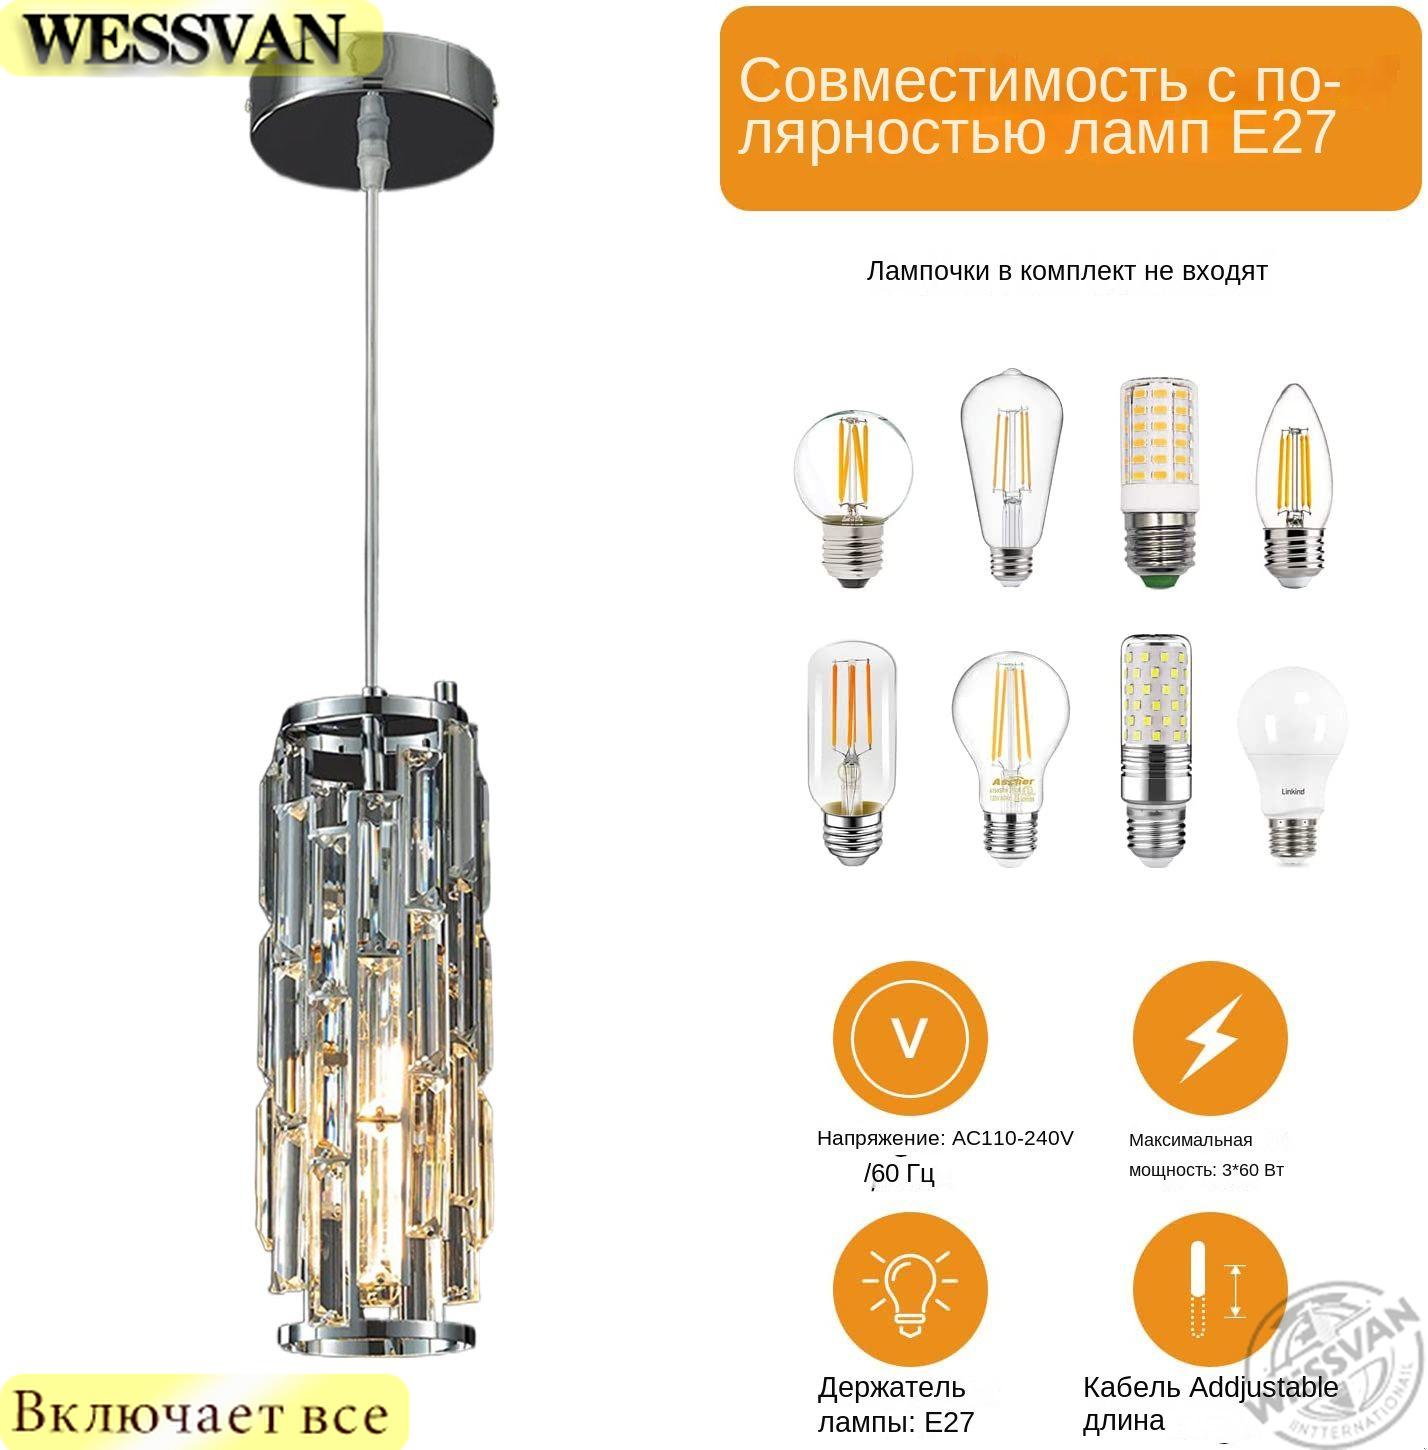 WESSVAN
Совместимость с по-
лярностью ламп E27
Лампочки в комплект не входят
Ascher
Linkind
V
Напряжение: AC110-240V
/60 Гц
Максимальная
мощность: 3*60 Вт
Держатель
лампы: E27
Кабель Addjustable
длина
WESSVAN
INTTERNATIONAIL
Включает все